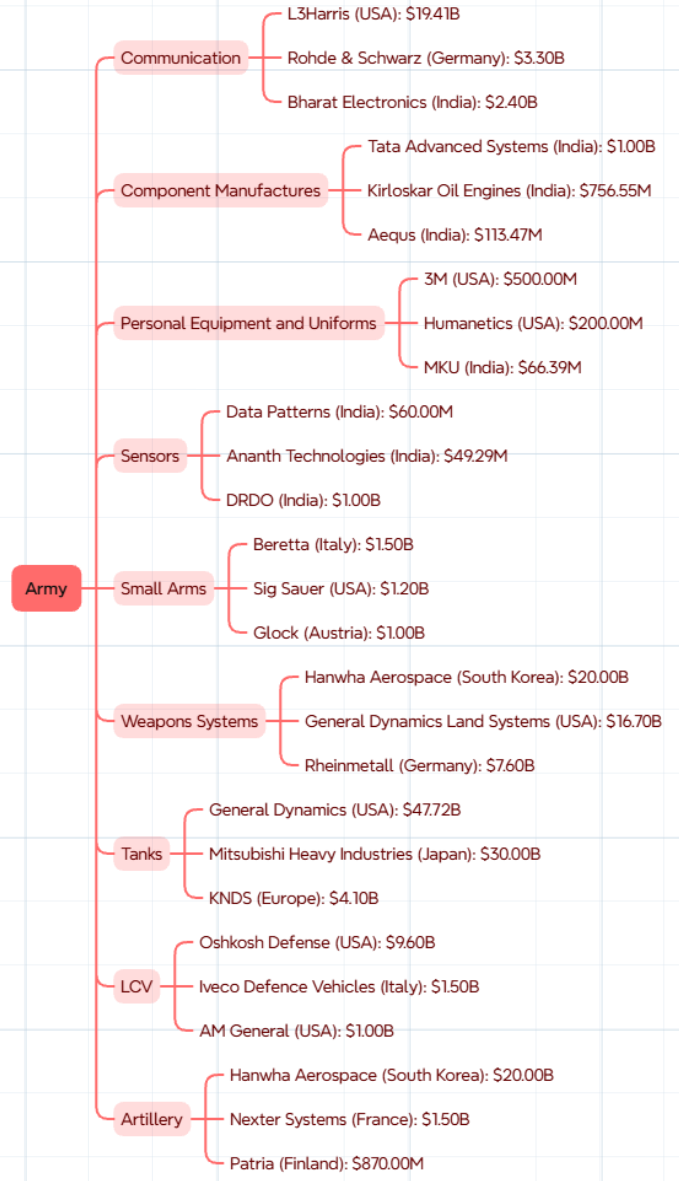 L3Harris (USA): $19.41B
Communication
Rohde & Schwarz (Germany): $3.30B
Bharat Electronics (India): $2.40B
Tata Advanced Systems (India): $1.00B
Component Manufactures
Kirloskar Oil Engines (India): $756.55M
Aequs (India): $113.47M
3M (USA): $500.00M
Personal Equipment and Uniforms
Humanetics (USA): $200.00M
MKU (India): $66.39M
Data Patterns (India): $60.00M
Sensors
Ananth Technologies (India): $49.29M
DRDO (India): $1.00B
Beretta (Italy): $1.50B
Army
Small Arms
Sig Sauer (USA): $1.20B
Glock (Austria): $1.00B
Hanwha Aerospace (South Korea): $20.00B
Weapons Systems
General Dynamics Land Systems (USA): $16.70B
Rheinmetall (Germany): $7.60B
General Dynamics (USA): $47.72B
Tanks
Mitsubishi Heavy Industries (Japan): $30.00B
KNDS (Europe): $4.10B
Oshkosh Defense (USA): $9.60B
LCV
Iveco Defence Vehicles (Italy): $1.50B
AM General (USA): $1.00B
Hanwha Aerospace (South Korea): $20.00B
Artillery
Nexter Systems (France): $1.50B
Patria (Finland): $870.00M